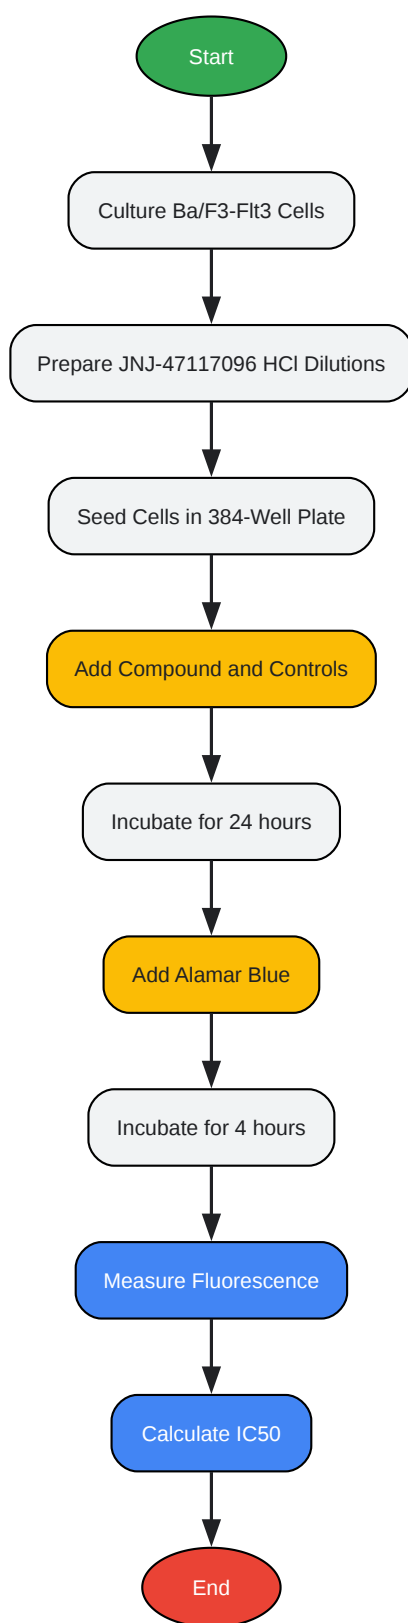 Start
Culture Ba/F3-Flt3 Cells
Prepare JNJ-47117096 HCl Dilutions
Seed Cells in 384-Well Plate
Add Compound and Controls
Incubate for 24 hours
Add Alamar Blue
Incubate for 4 hours
Measure Fluorescence
Calculate IC50
End